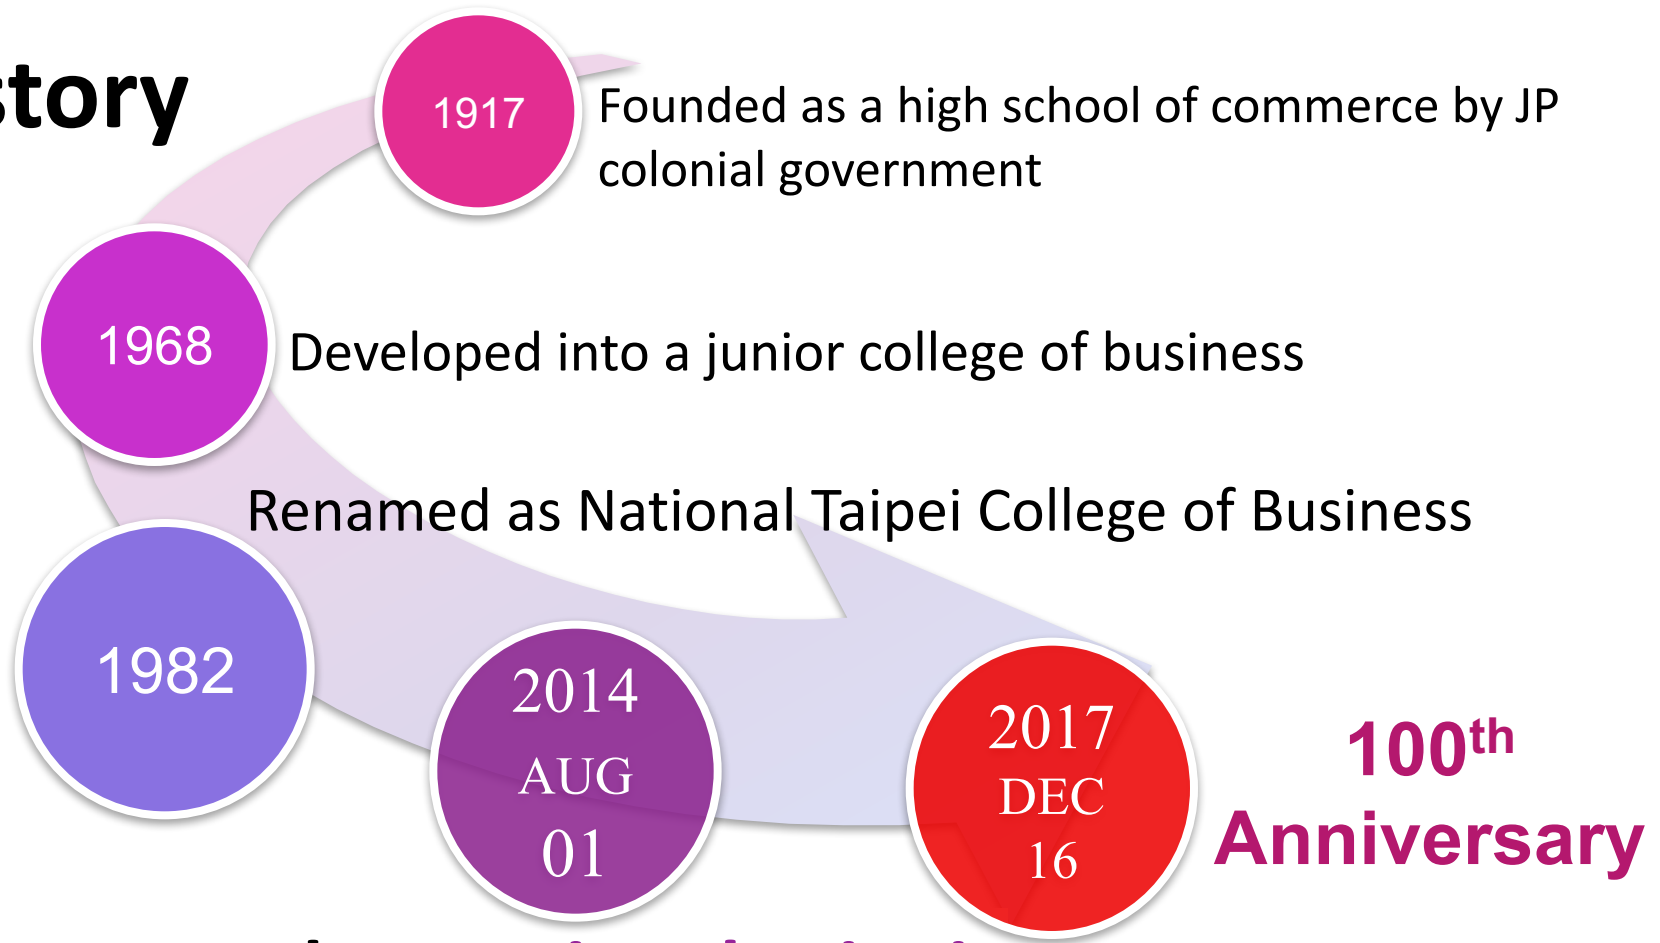 story
1917
Founded as a high school of commerce by JP
colonial government
1968
Developed into a junior college of business
Renamed as National Taipei College of Business
1982
2014
AUG
01
2017
DEC
16
100th
Anniversary